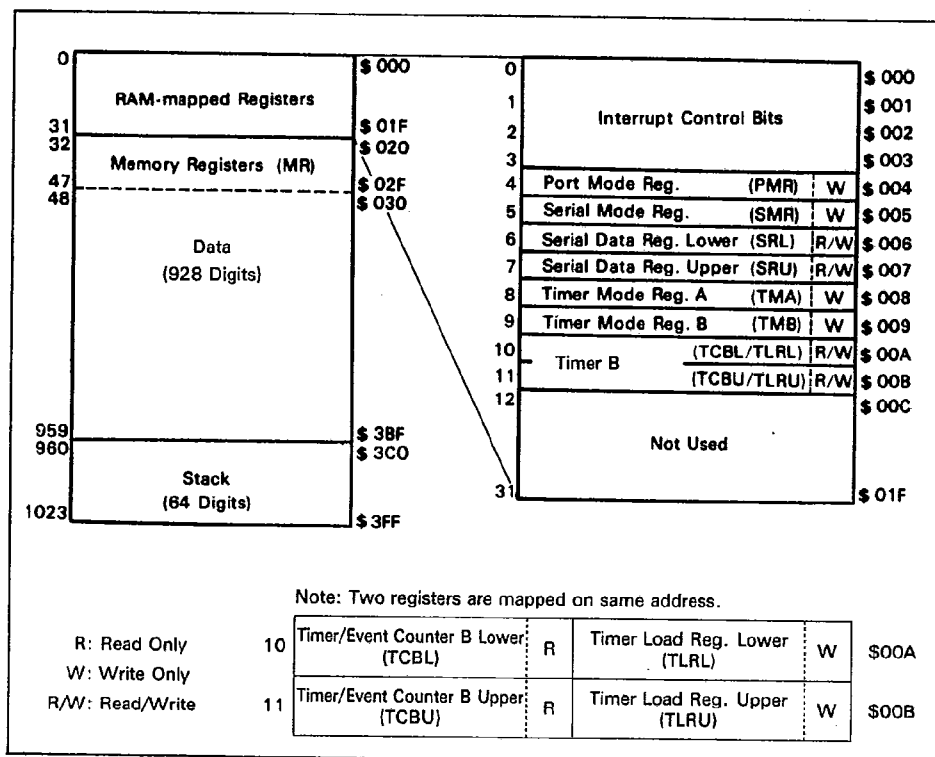 0 $ 000
RAM-mapped Registers
31 $ 01F
32 $ 020
Memory Registers (MR)
47 $ 02F
48 $ 030
Data
(928 Digits)
959 $ 3BF
960 $ 3C0
Stack
(64 Digits)
1023 $ 3FF
0 $ 000
1 $ 001
Interrupt Control Bits
2 $ 002
3 $ 003
4 Port Mode Reg. (PMR) W $ 004
5 Serial Mode Reg. (SMR) W $ 005
6 Serial Data Reg. Lower (SRL) R/W $ 006
7 Serial Data Reg. Upper (SRU) R/W $ 007
8 Timer Mode Reg. A (TMA) W $ 008
9 Timer Mode Reg. B (TMB) W $ 009
10 (TCBL/TLRL) R/W $ 00A
Timer B
11 (TCBU/TLRU) R/W $ 00B
12 $ 00C
Not Used
31 $ 01F
Note: Two registers are mapped on same address.
R: Read Only
W: Write Only
R/W: Read/Write
10 Timer/Event Counter B Lower (TCBL) R Timer Load Reg. Lower (TLRL) W $00A
11 Timer/Event Counter B Upper (TCBU) R Timer Load Reg. Upper (TLRU) W $00B